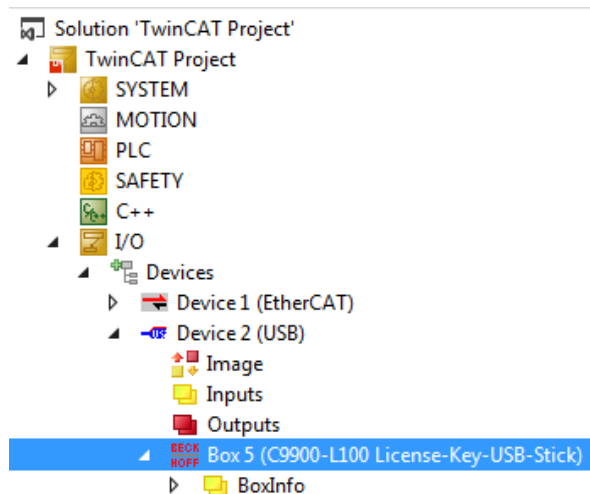 Solution 'TwinCAT Project'
TwinCAT Project
SYSTEM
MOTION
PLC
SAFETY
C++
I/O
Devices
Device 1 (EtherCAT)
Device 2 (USB)
Image
Inputs
Outputs
BECK
HOFF
Box 5 (C9900-L100 License-Key-USB-Stick)
BoxInfo